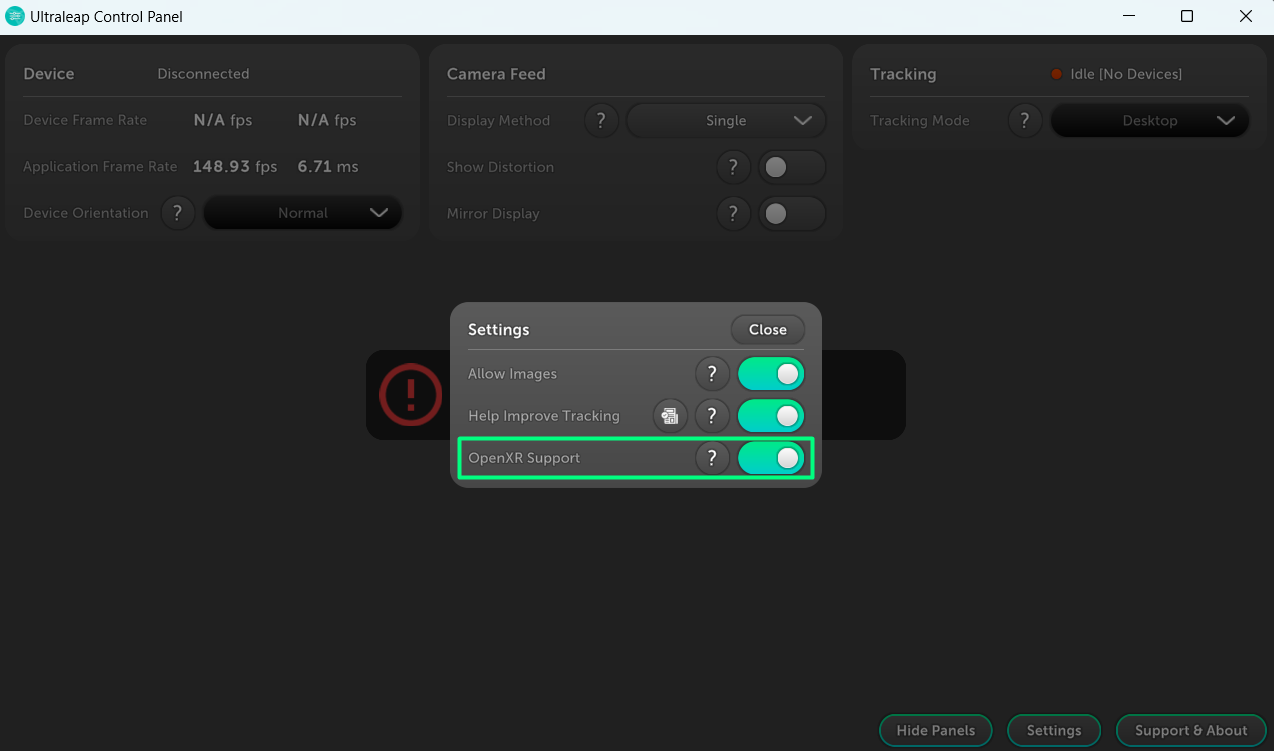 Ultraleap Control Panel
Device Disconnected
Device Frame Rate N/A fps N/A fps
Application Frame Rate 148.93 fps 6.71 ms
Device Orientation ? Normal
Camera Feed
Display Method ? Single
Show Distortion ?
Mirror Display ?
Tracking Idle [No Devices]
Tracking Mode ? Desktop
Settings Close
Allow Images ?
Help Improve Tracking ?
OpenXR Support ?
Hide Panels Settings Support & About